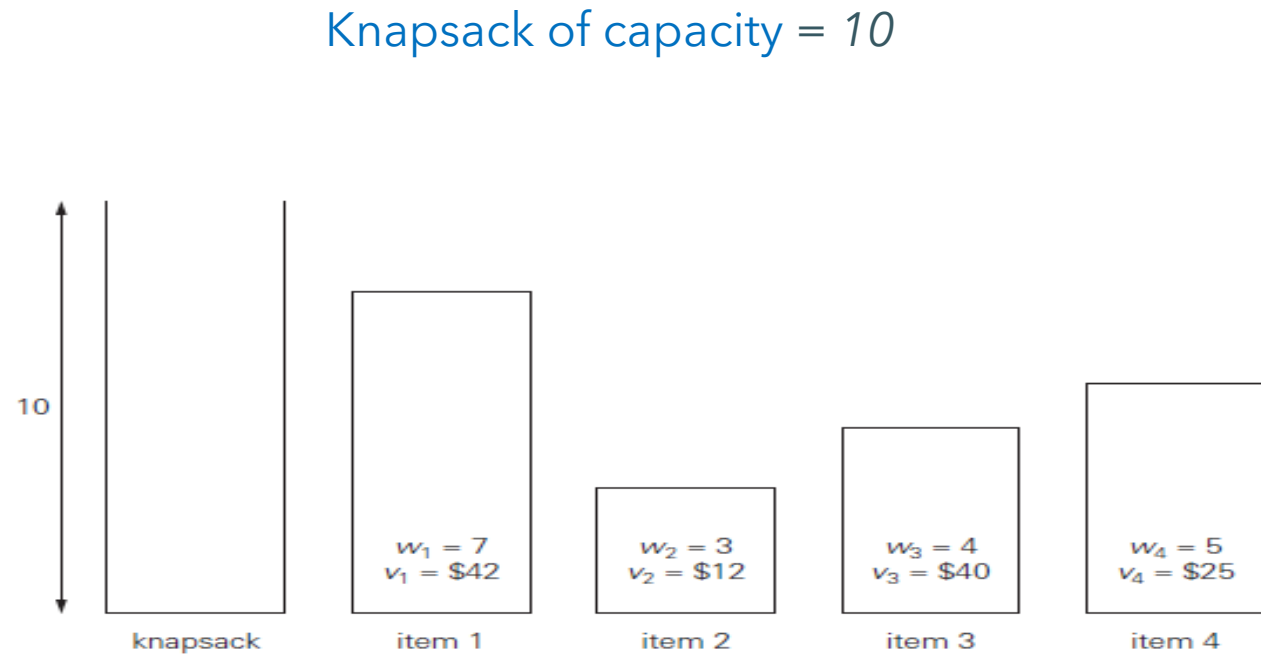 Knapsack of capacity = 10
10
w₁ = 7
v₁ = $42
w₂ = 3
v₂ = $12
w₃ = 4
v₃ = $40
w₄ = 5
v₄ = $25
knapsack
item 1
item 2
item 3
item 4